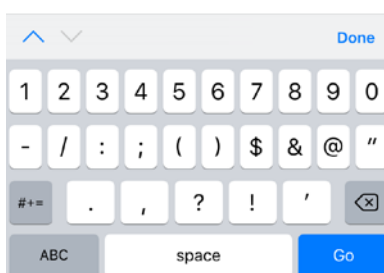 Done
1 2 3 4 5 6 7 8 9 0
- / : ; ( ) $ & @ "
#+= . , ? ! '
ABC space Go